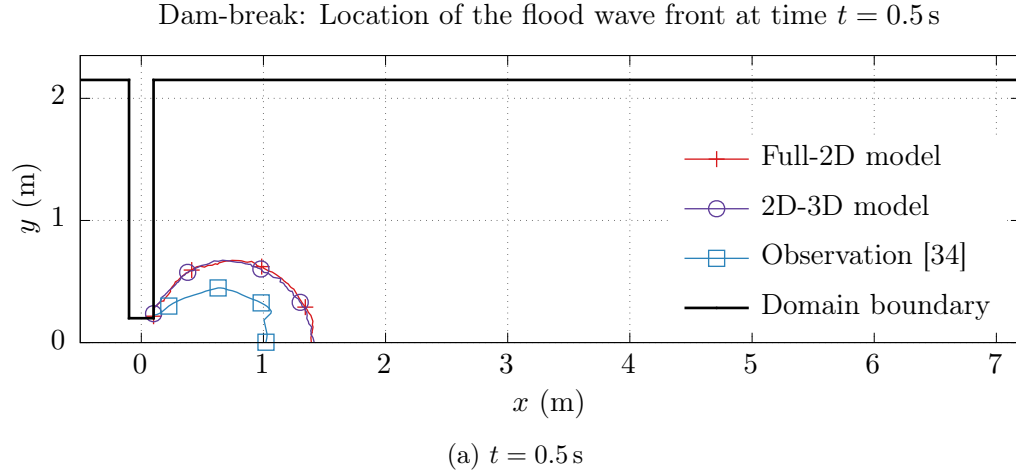 Dam-break: Location of the flood wave front at time t = 0.5 s
2
1
0
y (m)
Full-2D model
2D-3D model
Observation [34]
Domain boundary
0 1 2 3 4 5 6 7
x (m)
(a) t = 0.5 s